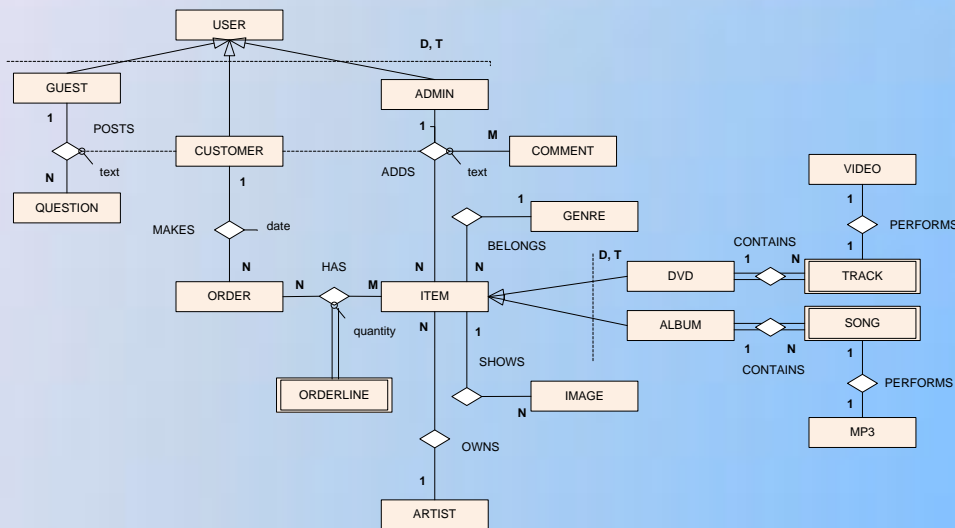 USER
D, T
GUEST
ADMIN
1
POSTS
1
M
CUSTOMER
COMMENT
VIDEO
text
ADDS
text
N
1
1
QUESTION
1
GENRE
MAKES
date
BELONGS
PERFORMS
CONTAINS
D, T
1
N
HAS
N
N
N
1
N
M
DVD
TRACK
ORDER
ITEM
quantity
N
1
ALBUM
SONG
1
N
1
SHOWS
CONTAINS
ORDERLINE
IMAGE
N
PERFORMS
1
MP3
OWNS
1
ARTIST